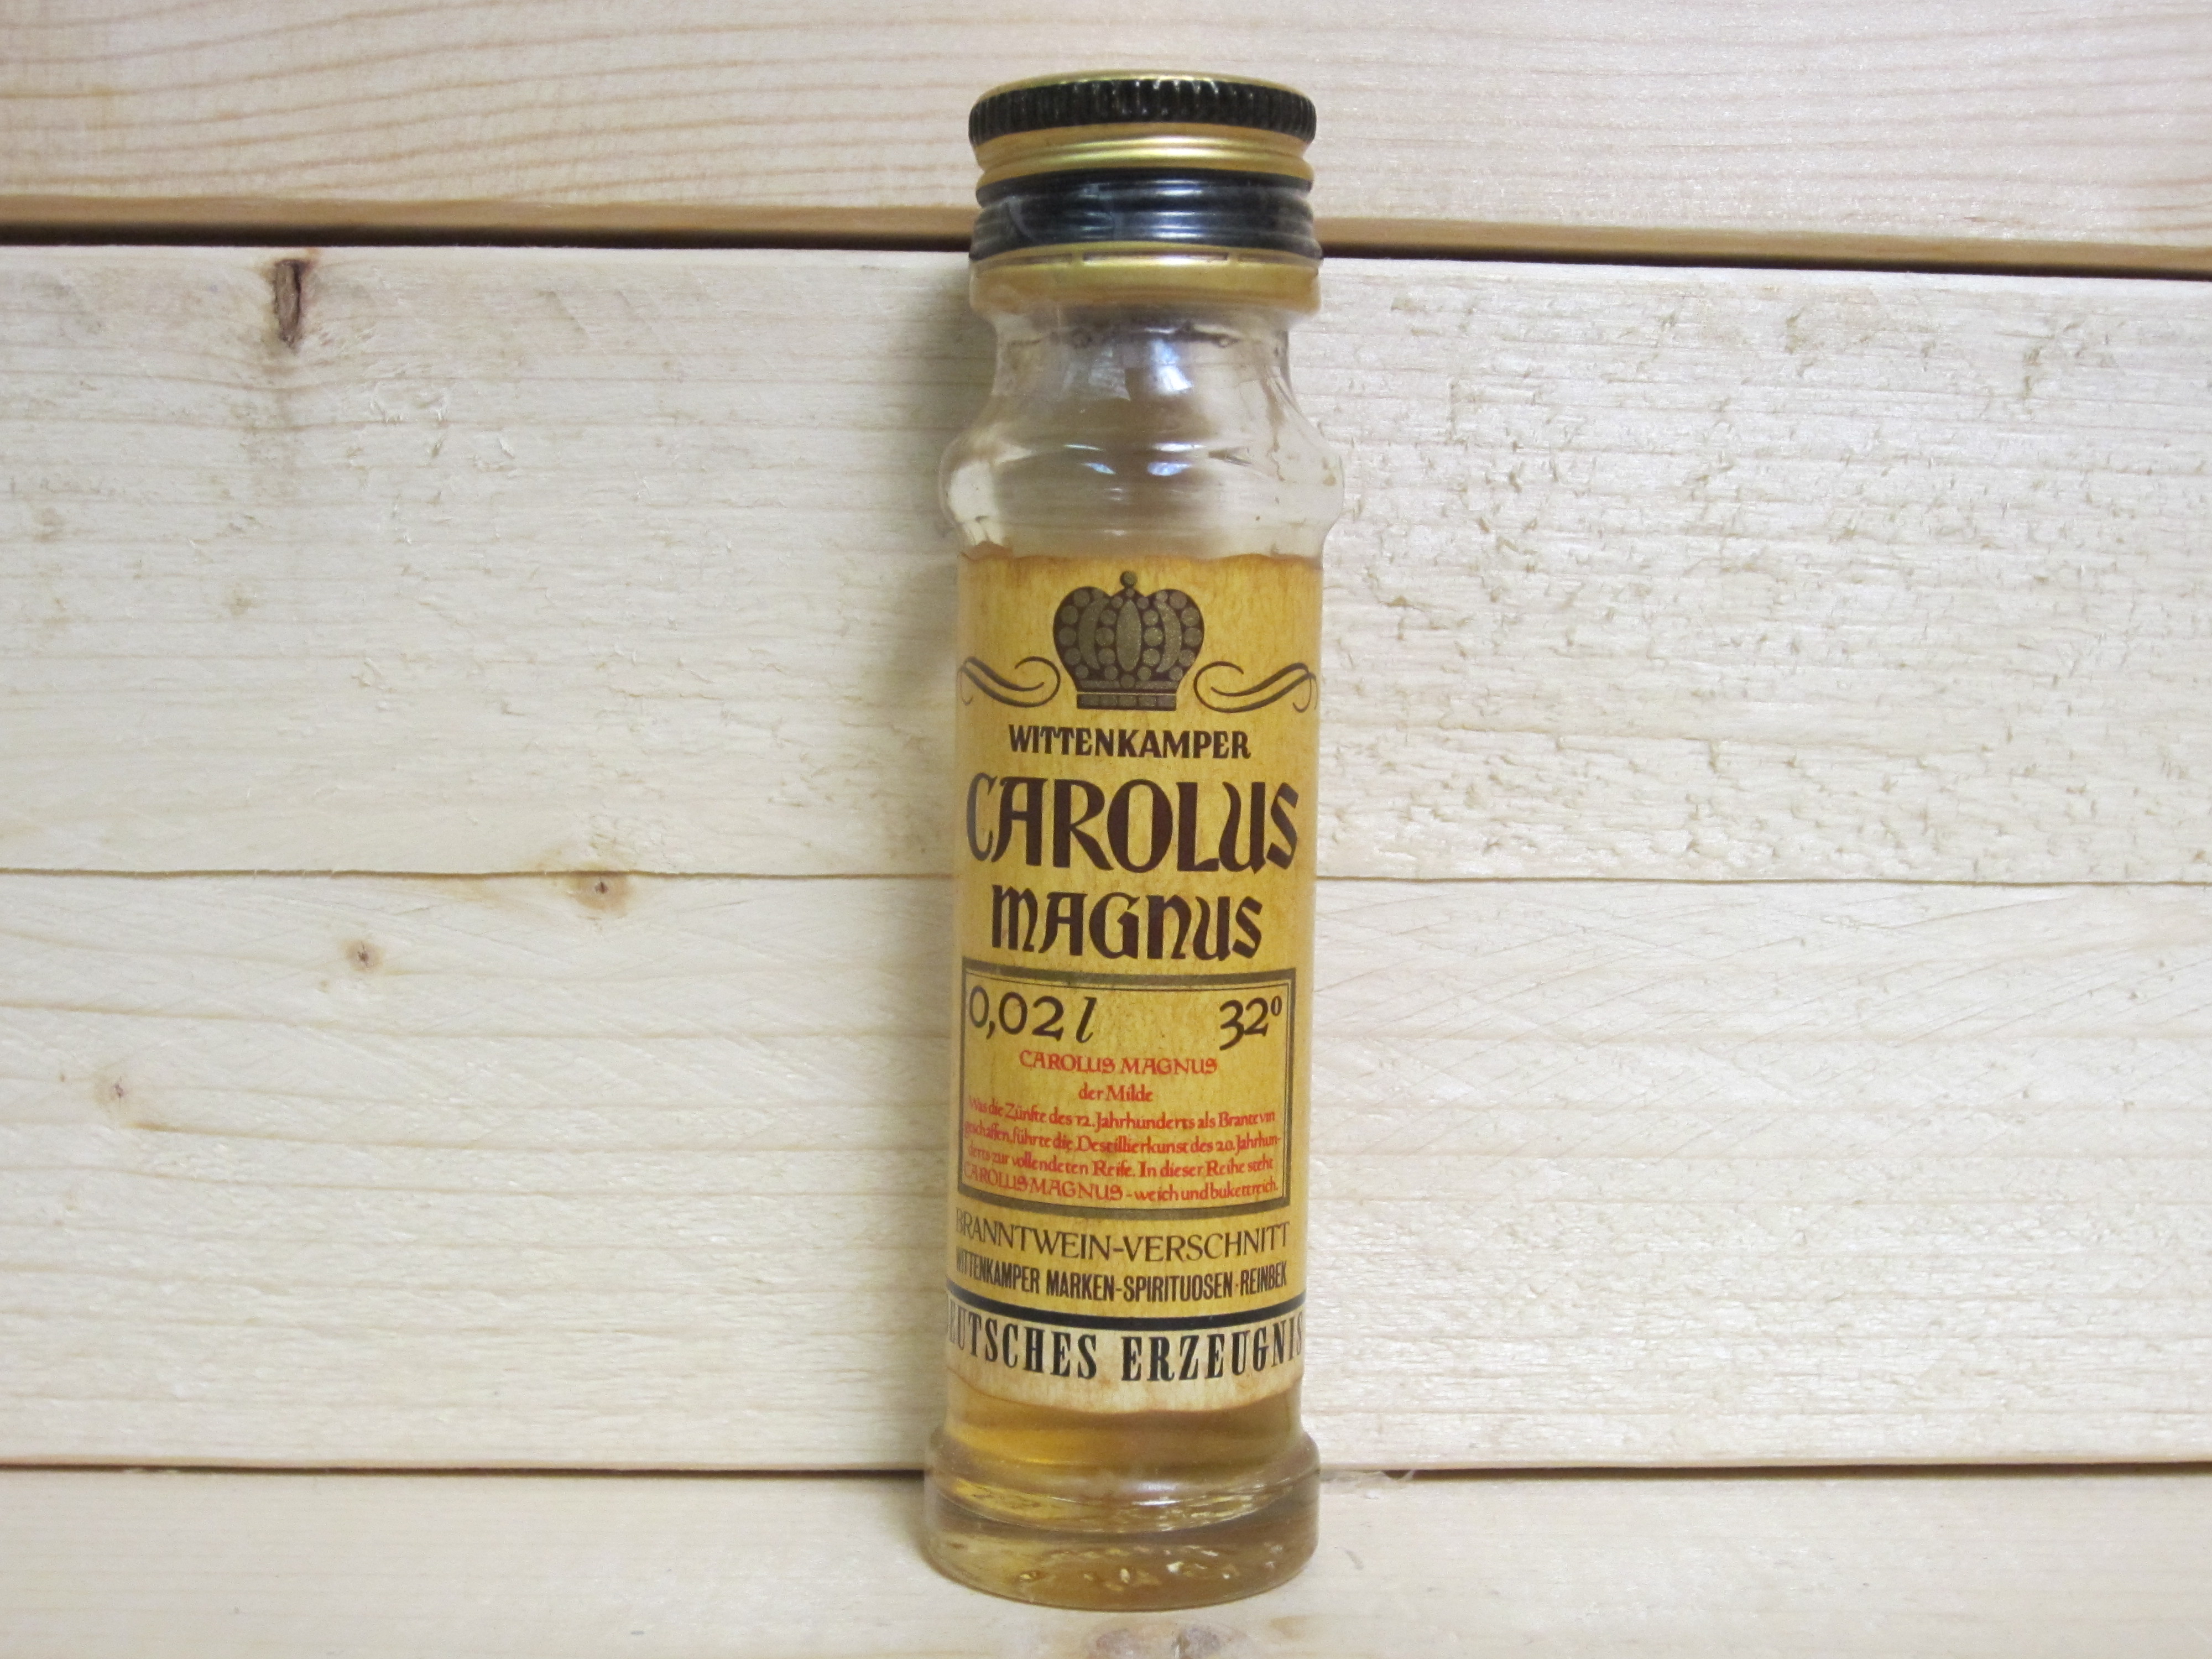 WITTENKAMPER
CAROLUS
MAGNUS
0,02 l 32°
CAROLUS MAGNUS
der Milde
Was die Zünfte des 12. Jahrhunderts als Brantevin
geschaffen, führte die Destillierkunst des 20. Jahrhun-
derts zur vollendeten Reife. In dieser Reihe steht
CAROLUS MAGNUS - weich und bukettreich.
BRANNTWEIN-VERSCHNITT
WITTENKAMPER MARKEN-SPIRITUOSEN · REINBEK
EUTSCHES ERZEUGNIS